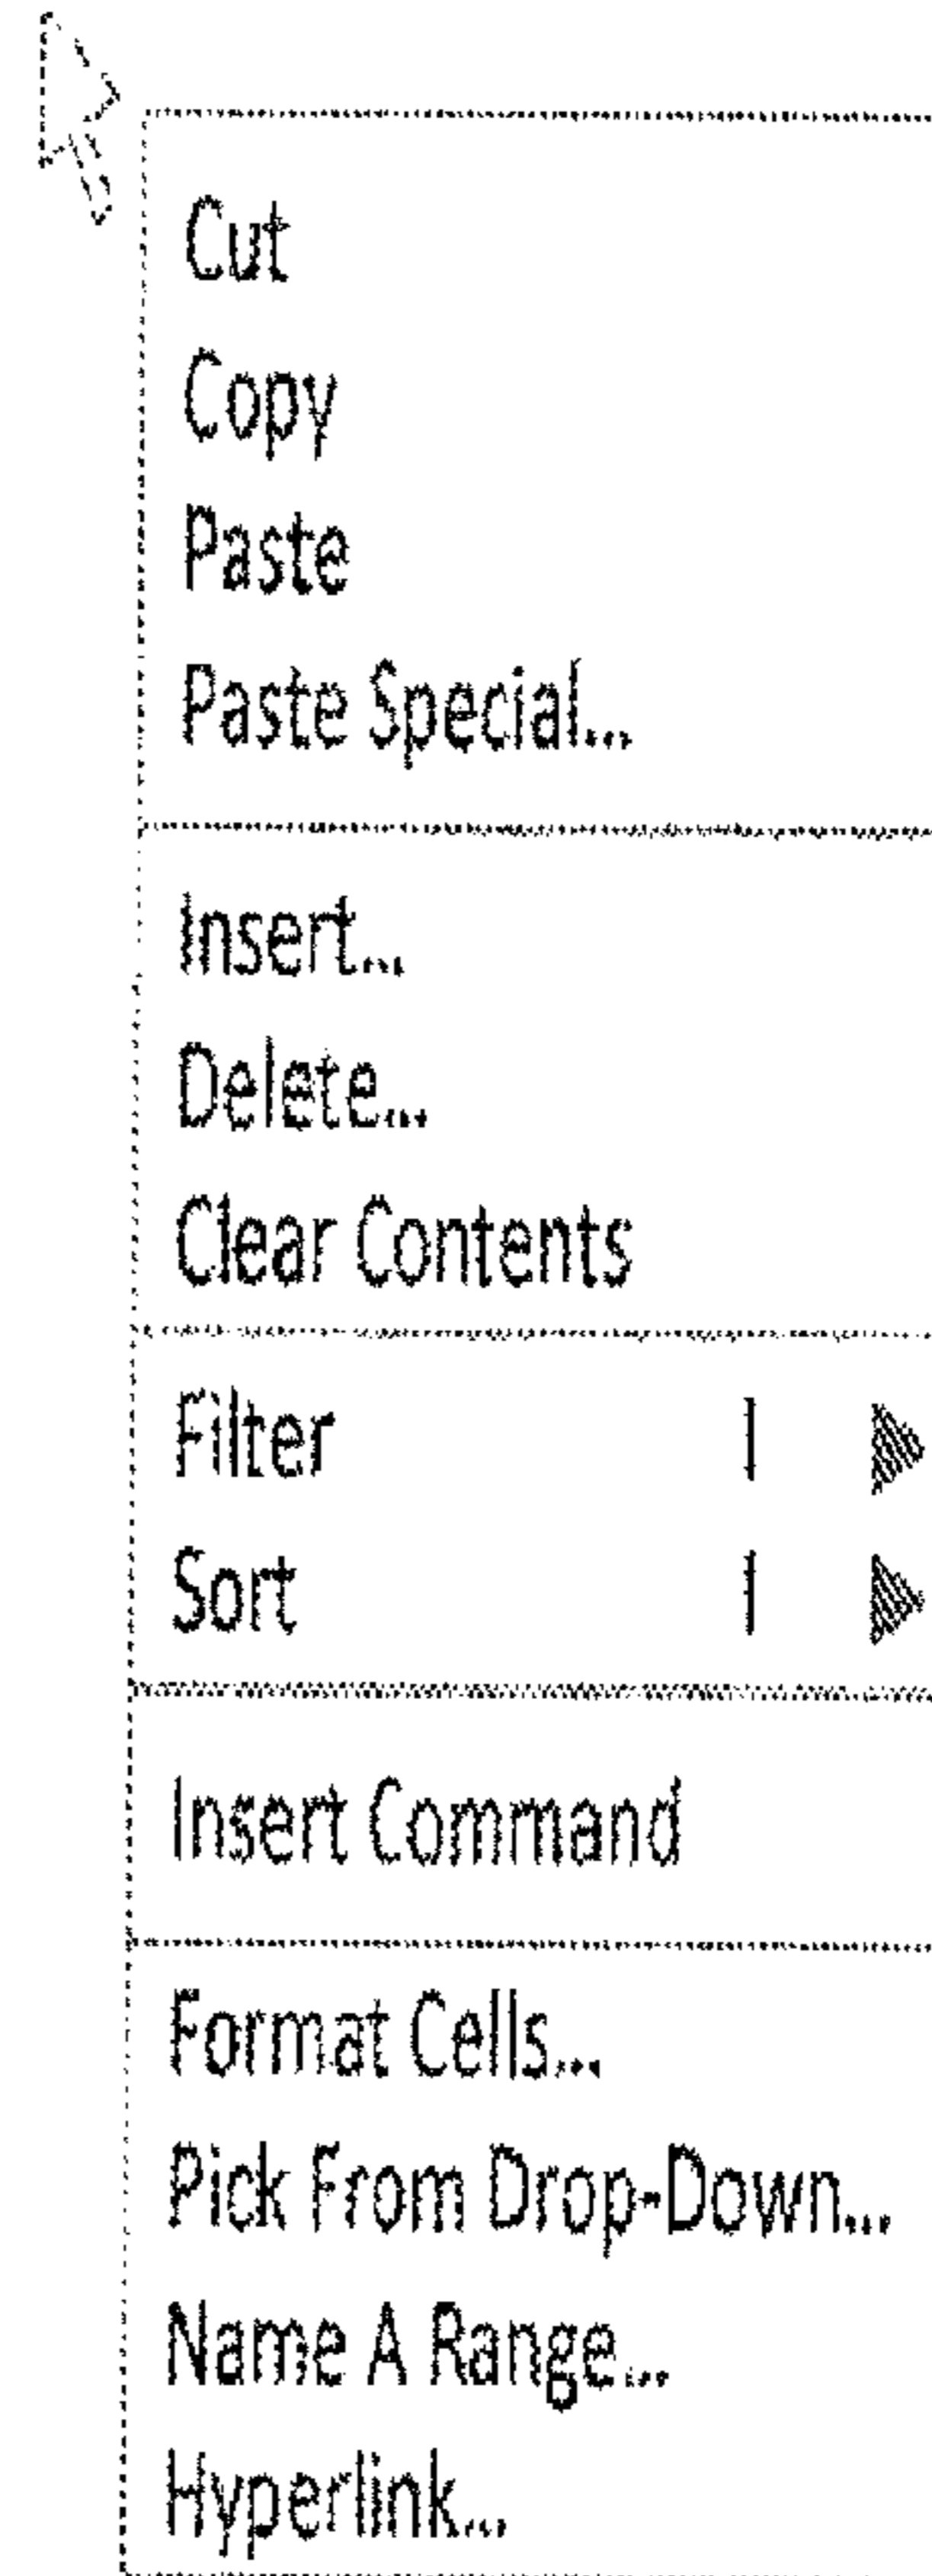 Cut
Copy
Paste
Paste Special...
Insert...
Delete...
Clear Contents
Filter
Sort
Insert Command
Format Cells...
Pick From Drop-Down...
Name A Range...
Hyperlink...